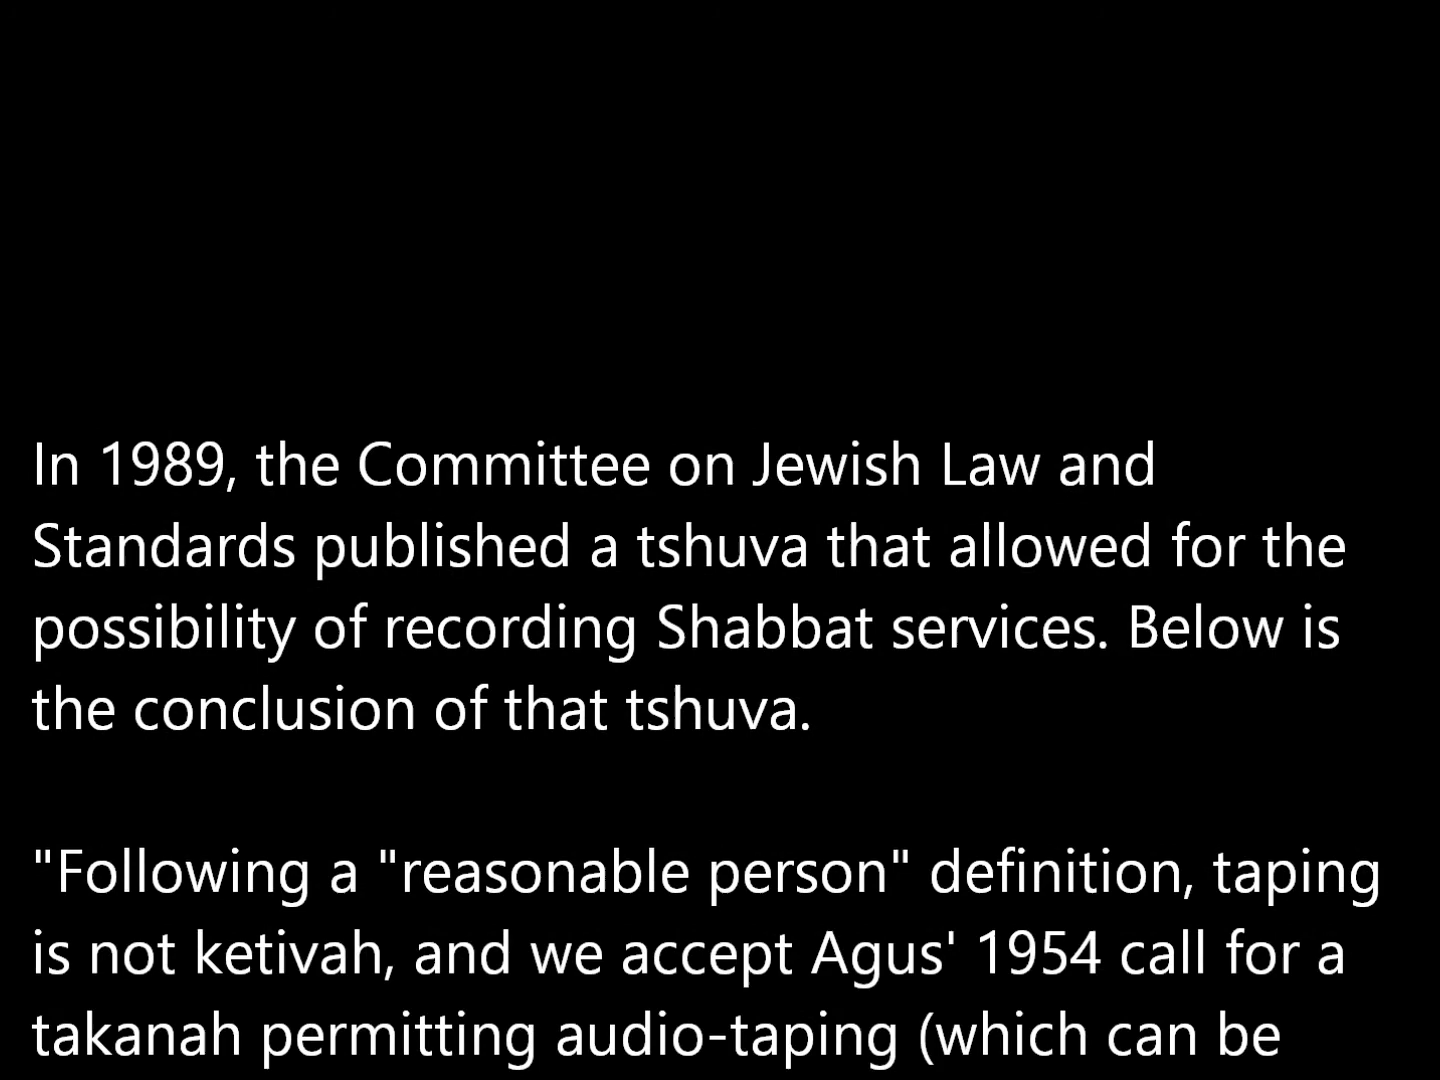 In 1989, the Committee on Jewish Law and
Standards published a tshuva that allowed for the
possibility of recording Shabbat services. Below is
the conclusion of that tshuva.
"Following a "reasonable person" definition, taping
is not ketivah, and we accept Agus' 1954 call for a
takanah permitting audio-taping (which can be